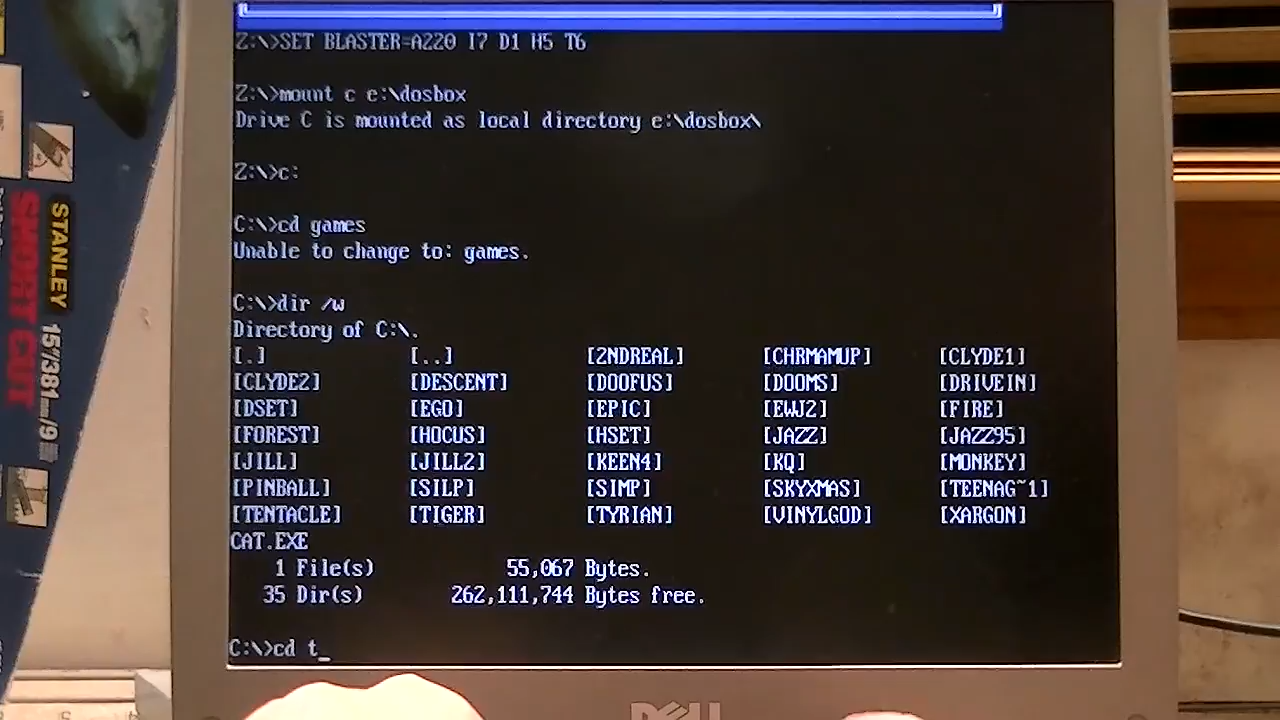 Z:\>SET BLASTER=A220 I7 D1 H5 T6
Z:\>mount c e:\dosbox
Drive C is mounted as local directory e:\dosbox\
Z:\>c:
C:\>cd games
Unable to change to: games.
C:\>dir /w
Directory of C:\.
[.] [..] [2NDREAL] [CHRMAMUP] [CLYDE1]
[CLYDE2] [DESCENT] [DOOFUS] [DOOMS] [DRIVEIN]
[DSET] [EGO] [EPIC] [EWJ2] [FIRE]
[FOREST] [HOCUS] [HSET] [JAZZ] [JAZZ95]
[JILL] [JILL2] [KEEN4] [KQ] [MONKEY]
[PINBALL] [SILP] [SIMP] [SKYXMAS] [TEENAG~1]
[TENTACLE] [TIGER] [TYRIAN] [VINYLGOD] [XARGON]
CAT.EXE
1 File(s) 55,067 Bytes.
35 Dir(s) 262,111,744 Bytes free.
C:\>cd t_
DELL
STANLEY
SHORT CUT
15"/381mm/9